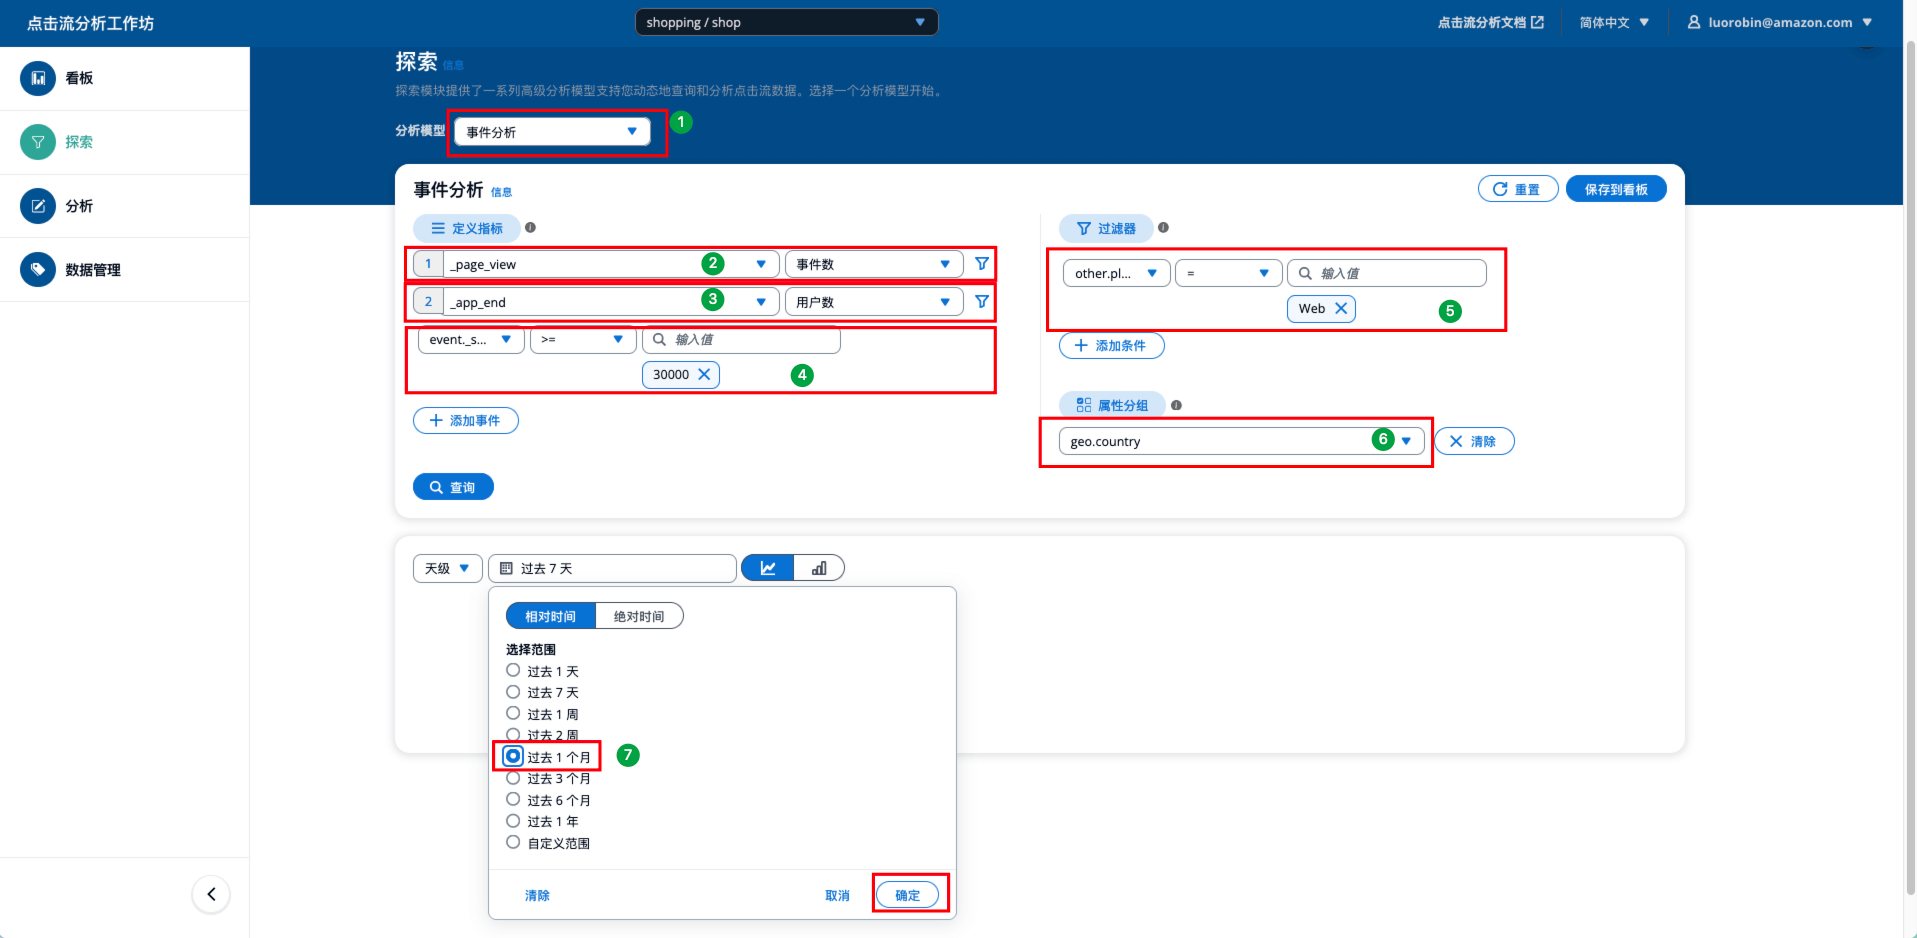 点击流分析工作坊
shopping / shop
点击流分析文档
简体中文
luorobin@amazon.com
看板
探索
分析
数据管理
探索 信息
探索模块提供了一系列高级分析模型支持您动态地查询和分析点击流数据。选择一个分析模型开始。
分析模型 事件分析 1
事件分析 信息
重置
保存到看板
定义指标
1 _page_view 2 事件数
2 _app_end 3 用户数
event._s... >= 输入值
30000 4
添加事件
查询
过滤器
other.pl... = 输入值
Web 5
添加条件
属性分组
geo.country 6 清除
天级 过去 7 天
相对时间 绝对时间
选择范围
过去 1 天
过去 7 天
过去 1 周
过去 2 周
过去 1 个月 7
过去 3 个月
过去 6 个月
过去 1 年
自定义范围
清除 取消 确定